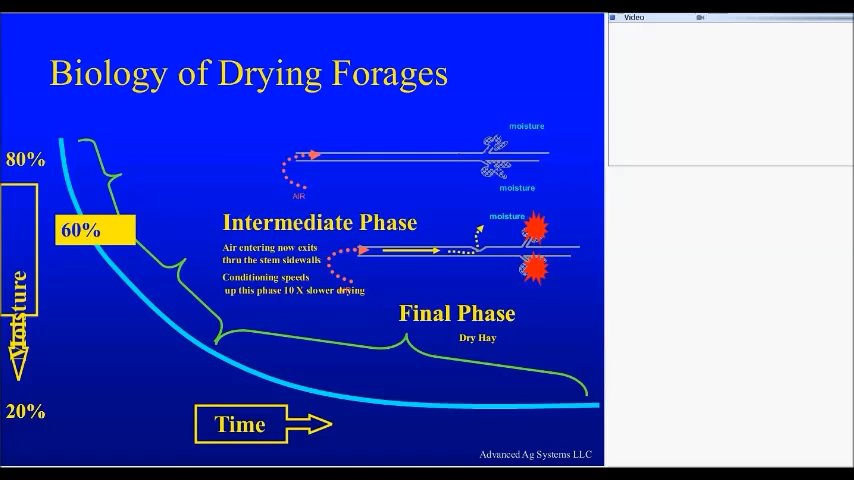 Video
Biology of Drying Forages
moisture
80%
AIR
moisture
60%
Intermediate Phase
moisture
Air entering now exits
thru the stem sidewalls
Conditioning speeds
up this phase 10 X slower drying
Moisture
Final Phase
Dry Hay
20%
Time
Advanced Ag Systems LLC